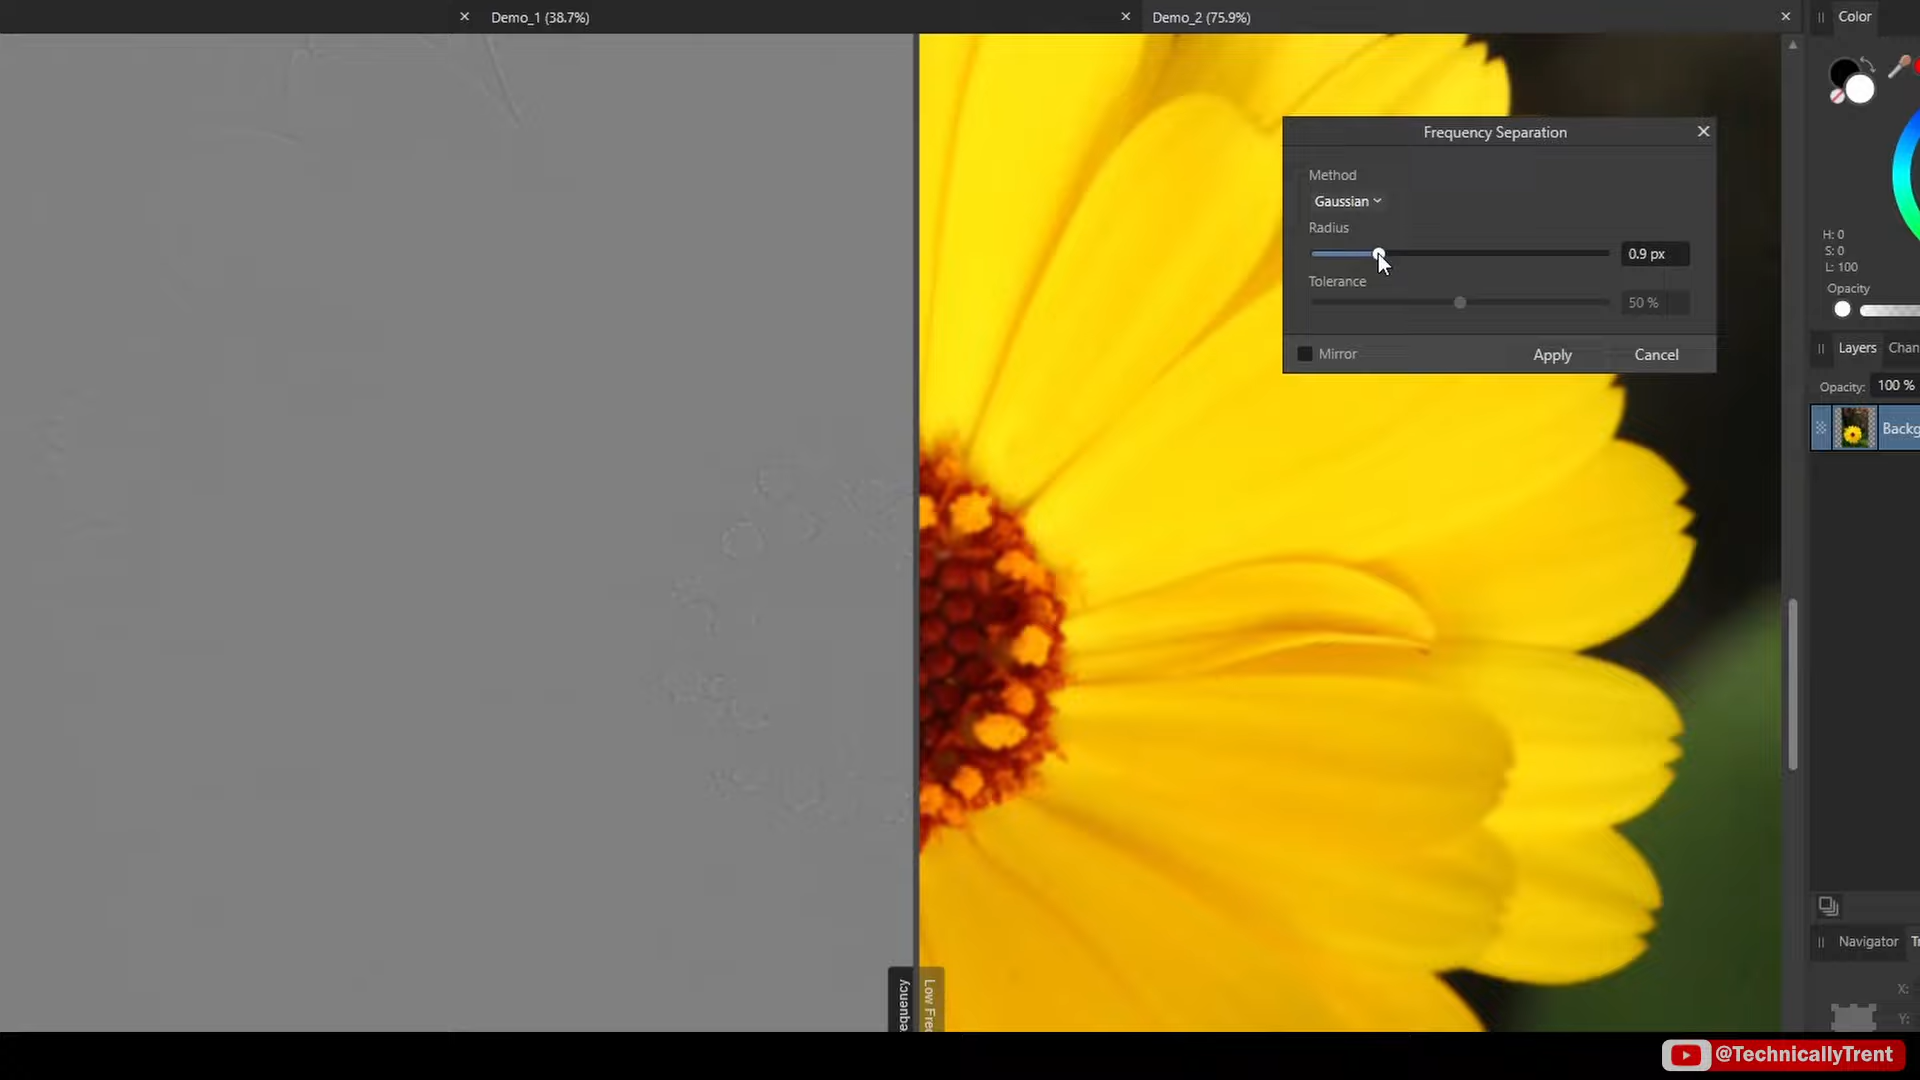 Demo_1 (38.7%)
Demo_2 (75.9%)
Color
Frequency Separation
Method
Gaussian
Radius
0.9 px
Tolerance
50 %
Mirror
Apply
Cancel
H: 0
S: 0
L: 100
Opacity
Layers
Chan
Opacity: 100 %
Backg
Navigator
X:
Y:
equency
Low Fre
@TechnicallyTrent